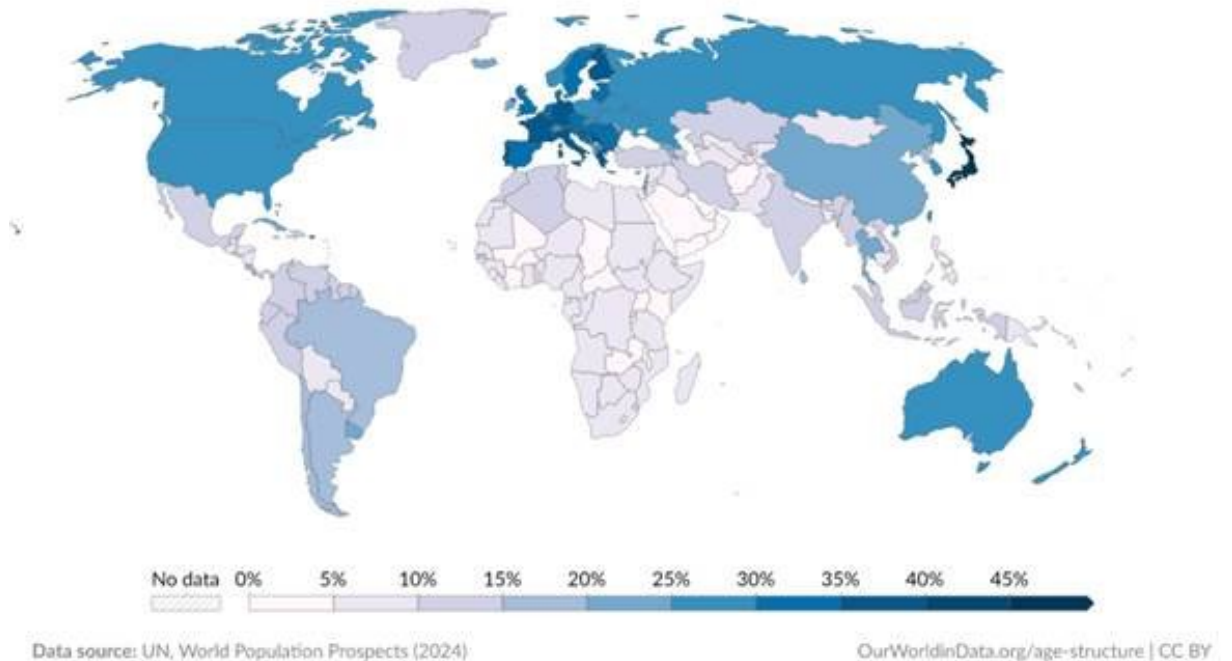 No data 0% 5% 10% 15% 20% 25% 30% 35% 40% 45%
Data source: UN, World Population Prospects (2024) OurWorldinData.org/age-structure | CC BY